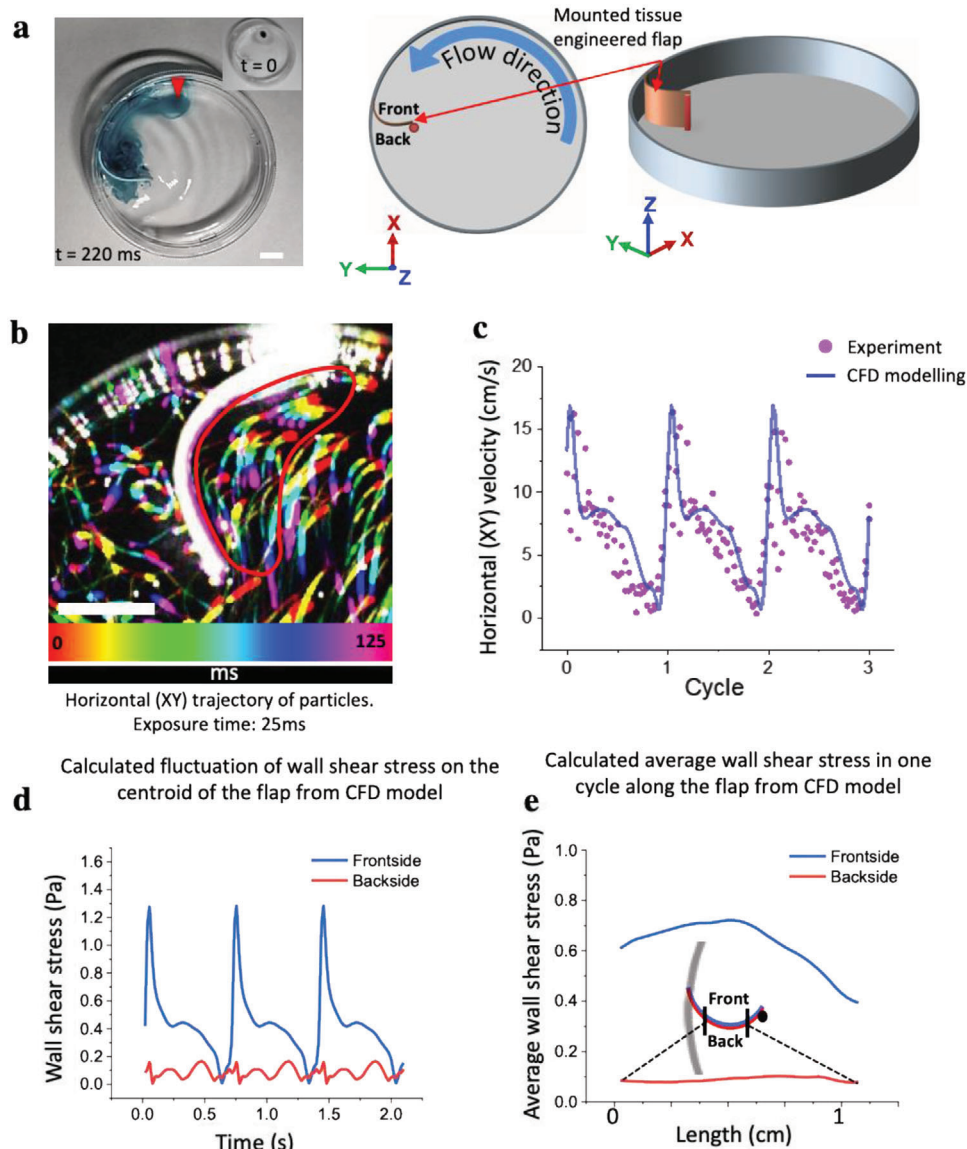 a
t = 0
t = 220 ms
Mounted tissue
engineered flap
Flow direction
Front
Back
X
Y
Z
Z
Y
X
b
0
125
ms
Horizontal (XY) trajectory of particles.
Exposure time: 25ms
c
Experiment
CFD modelling
Horizontal (XY) velocity (cm/s)
20
15
10
5
0
0
1
2
3
Cycle
Calculated fluctuation of wall shear stress on the
centroid of the flap from CFD model
d
Frontside
Backside
Wall shear stress (Pa)
1.6
1.4
1.2
1.0
0.8
0.6
0.4
0.2
0.0
0.0
0.5
1.0
1.5
2.0
Time (s)
Calculated average wall shear stress in one
cycle along the flap from CFD model
e
Frontside
Backside
Average wall shear stress (Pa)
1.0
0.8
0.6
0.4
0.2
0.0
Front
Back
0
1
Length (cm)